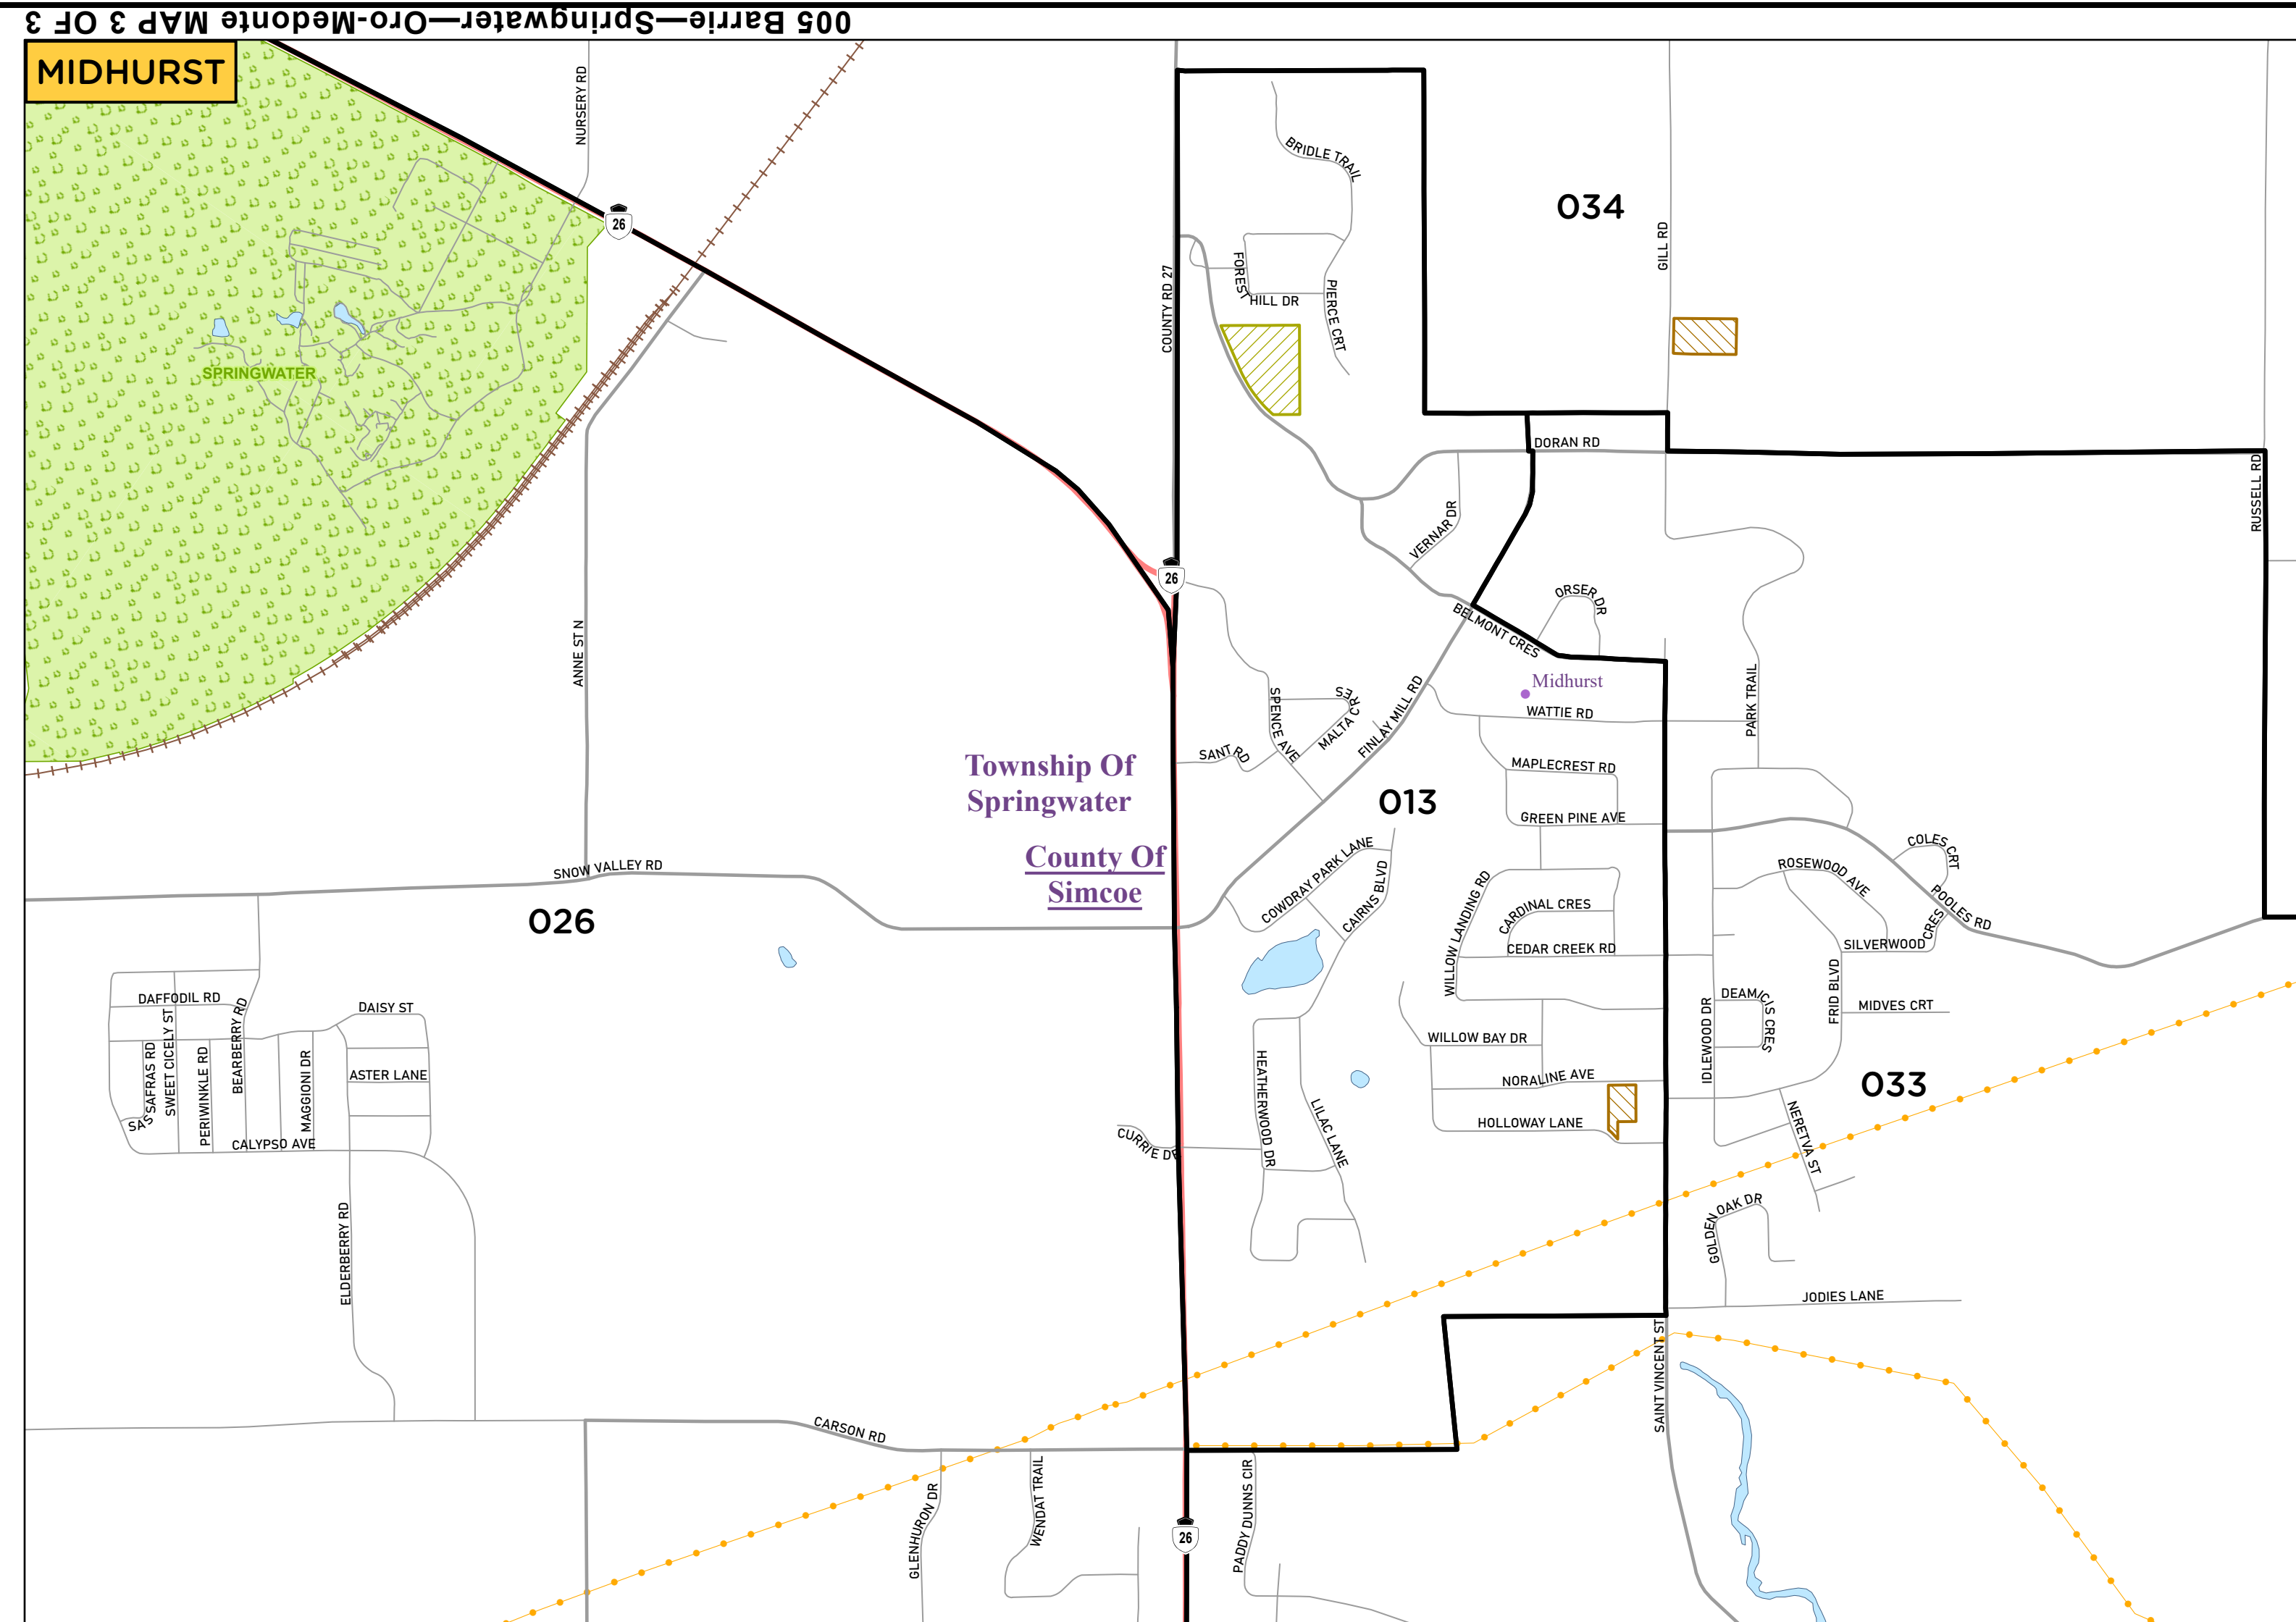 005 Barrie—Springwater—Oro-Medonte MAP 3 OF 3
MIDHURST
NURSERY RD
26
SPRINGWATER
COUNTY RD 27
BRIDLE TRAIL
FOREST
HILL DR
PIERCE CRT
034
GILL RD
DORAN RD
RUSSELL RD
VERNAR DR
26
ORSER DR
BELMONT CRES
ANNE ST N
Midhurst
WATTIE RD
PARK TRAIL
SPENCE AVE
MALTA CRES
FINLAY MILL RD
SANT RD
Township Of
Springwater
MAPLECREST RD
013
GREEN PINE AVE
County Of
Simcoe
SNOW VALLEY RD
026
COWDRAY PARK LANE
CAIRNS BLVD
WILLOW LANDING RD
CARDINAL CRES
CEDAR CREEK RD
COLES CRT
ROSEWOOD AVE
POOLES RD
SILVERWOOD
CRES
FRID BLVD
MIDVES CRT
DEAMICIS CRES
IDLEWOOD DR
033
DAFFODIL RD
DAISY ST
SWEET CICELY ST
BEARBERRY RD
SASSAFRAS RD
PERIWINKLE RD
MAGGIONI DR
ASTER LANE
CALYPSO AVE
ELDERBERRY RD
WILLOW BAY DR
NORALINE AVE
HOLLOWAY LANE
HEATHERWOOD DR
LILAC LANE
CURRIE DR
NERETVA ST
GOLDEN OAK DR
JODIES LANE
SAINT VINCENT ST
CARSON RD
GLENHURON DR
WENDAT TRAIL
26
PADDY DUNNS CIR